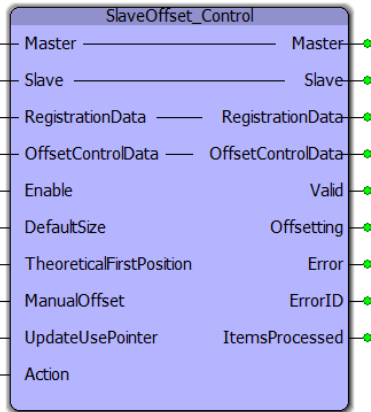 SlaveOffset_Control
Master Master
Slave Slave
RegistrationData RegistrationData
OffsetControlData OffsetControlData
Enable Valid
DefaultSize Offsetting
TheoreticalFirstPosition Error
ManualOffset ErrorID
UpdateUsePointer ItemsProcessed
Action